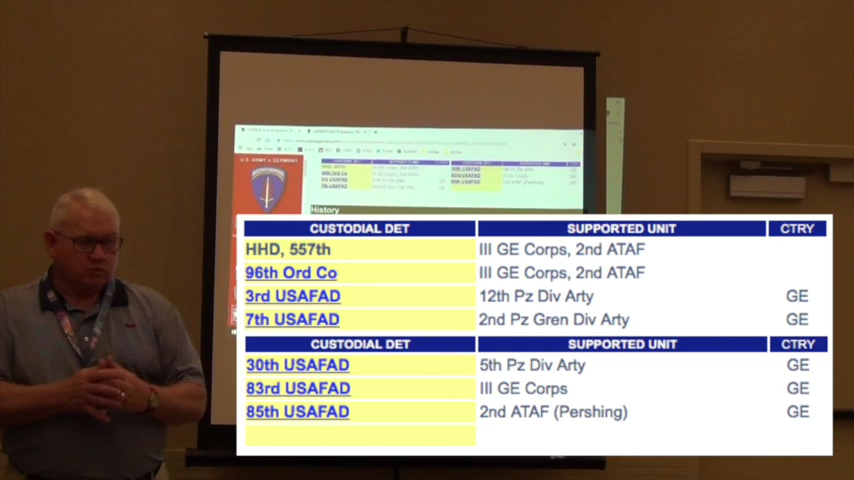 U.S. ARMY in GERMANY
History
CUSTODIAL DET SUPPORTED UNIT CTRY
HHD, 557th III GE Corps, 2nd ATAF
96th Ord Co III GE Corps, 2nd ATAF
3rd USAFAD 12th Pz Div Arty GE
7th USAFAD 2nd Pz Gren Div Arty GE
CUSTODIAL DET SUPPORTED UNIT CTRY
30th USAFAD 5th Pz Div Arty GE
83rd USAFAD III GE Corps GE
85th USAFAD 2nd ATAF (Pershing) GE